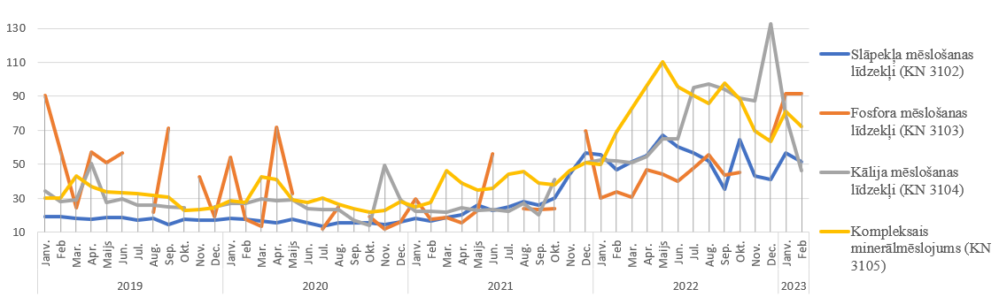 130
110
90
70
50
30
10
Janv. Feb Mar. Apr. Maijs Jun. Jul. Aug. Sep. Okt. Nov. Dec. Janv. Feb Mar. Apr. Maijs Jun. Jul. Aug. Sep. Okt. Nov. Dec. Janv. Feb Mar. Apr. Maijs Jun. Jul. Aug. Sep. Okt. Nov. Dec. Janv. Feb Mar. Apr. Maijs Jun. Jul. Aug. Sep. Okt. Nov. Dec. Janv. Feb
2019 2020 2021 2022 2023
Slāpekļa mēslošanas
līdzekļi (KN 3102)
Fosfora mēslošanas
līdzekļi (KN 3103)
Kālija mēslošanas
līdzekļi (KN 3104)
Kompleksais
minerālmēslojums (KN
3105)